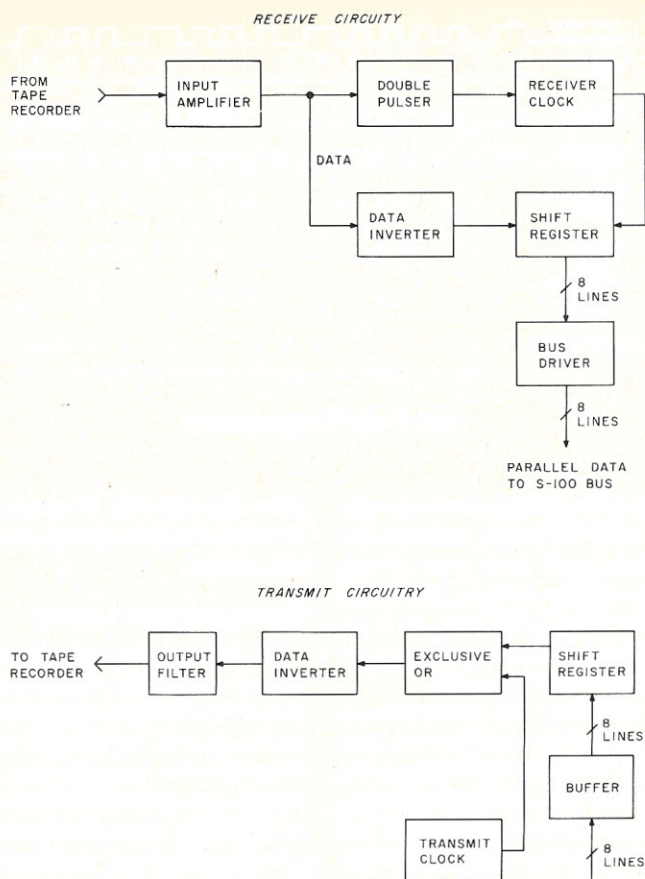 RECEIVE CIRCUITY
FROM
TAPE
RECORDER
INPUT
AMPLIFIER
DOUBLE
PULSER
RECEIVER
CLOCK
DATA
DATA
INVERTER
SHIFT
REGISTER
8
LINES
BUS
DRIVER
8
LINES
PARALLEL DATA
TO S-100 BUS
TRANSMIT CIRCUITRY
TO TAPE
RECORDER
OUTPUT
FILTER
DATA
INVERTER
EXCLUSIVE
OR
SHIFT
REGISTER
8
LINES
BUFFER
TRANSMIT
CLOCK
8
LINES